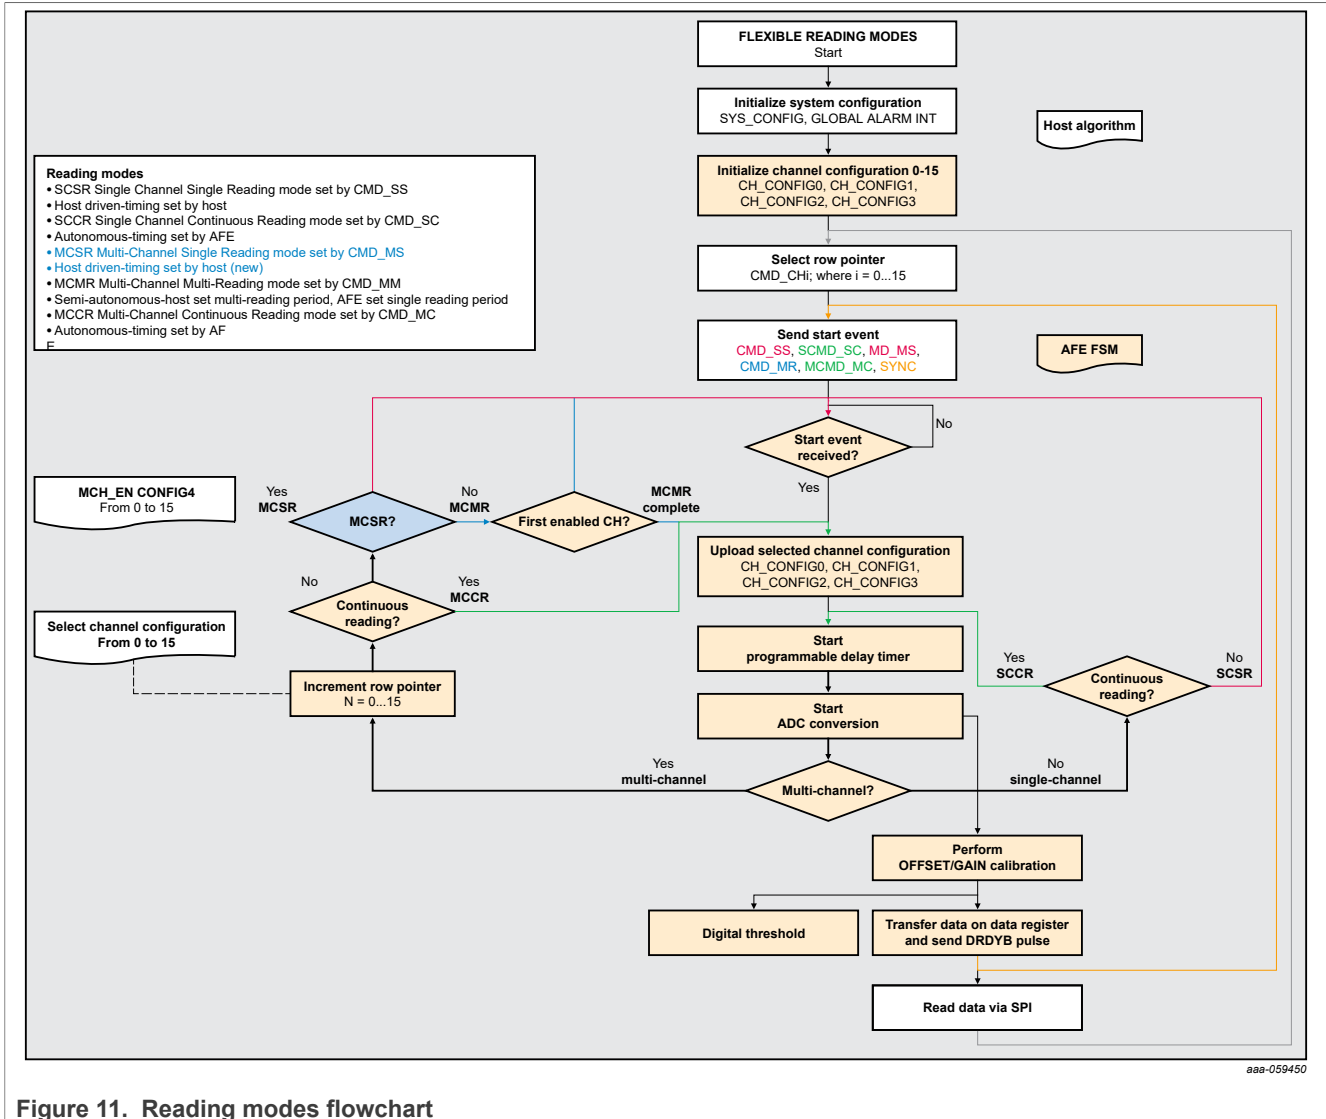 FLEXIBLE READING MODES
Start
Initialize system configuration
SYS_CONFIG, GLOBAL ALARM INT
Host algorithm
Initialize channel configuration 0-15
CH_CONFIG0, CH_CONFIG1,
CH_CONFIG2, CH_CONFIG3
Reading modes
• SCSR Single Channel Single Reading mode set by CMD_SS
• Host driven-timing set by host
• SCCR Single Channel Continuous Reading mode set by CMD_SC
• Autonomous-timing set by AFE
• MCSR Multi-Channel Single Reading mode set by CMD_MS
• Host driven-timing set by host (new)
• MCMR Multi-Channel Multi-Reading mode set by CMD_MM
• Semi-autonomous-host set multi-reading period, AFE set single reading period
• MCCR Multi-Channel Continuous Reading mode set by CMD_MC
• Autonomous-timing set by AF
E
Select row pointer
CMD_CHi; where i = 0...15
Send start event
CMD_SS, SCMD_SC, MD_MS,
CMD_MR, MCMD_MC, SYNC
AFE FSM
Start event
received?
No
Yes
MCH_EN CONFIG4
From 0 to 15
Yes
MCSR
MCSR?
No
MCMR
First enabled CH?
MCMR
complete
Upload selected channel configuration
CH_CONFIG0, CH_CONFIG1,
CH_CONFIG2, CH_CONFIG3
No
Continuous
reading?
Yes
MCCR
Select channel configuration
From 0 to 15
Start
programmable delay timer
Yes
SCCR
Continuous
reading?
No
SCSR
Increment row pointer
N = 0...15
Start
ADC conversion
Yes
multi-channel
Multi-channel?
No
single-channel
Perform
OFFSET/GAIN calibration
Digital threshold
Transfer data on data register
and send DRDYB pulse
Read data via SPI
aaa-059450
Figure 11. Reading modes flowchart